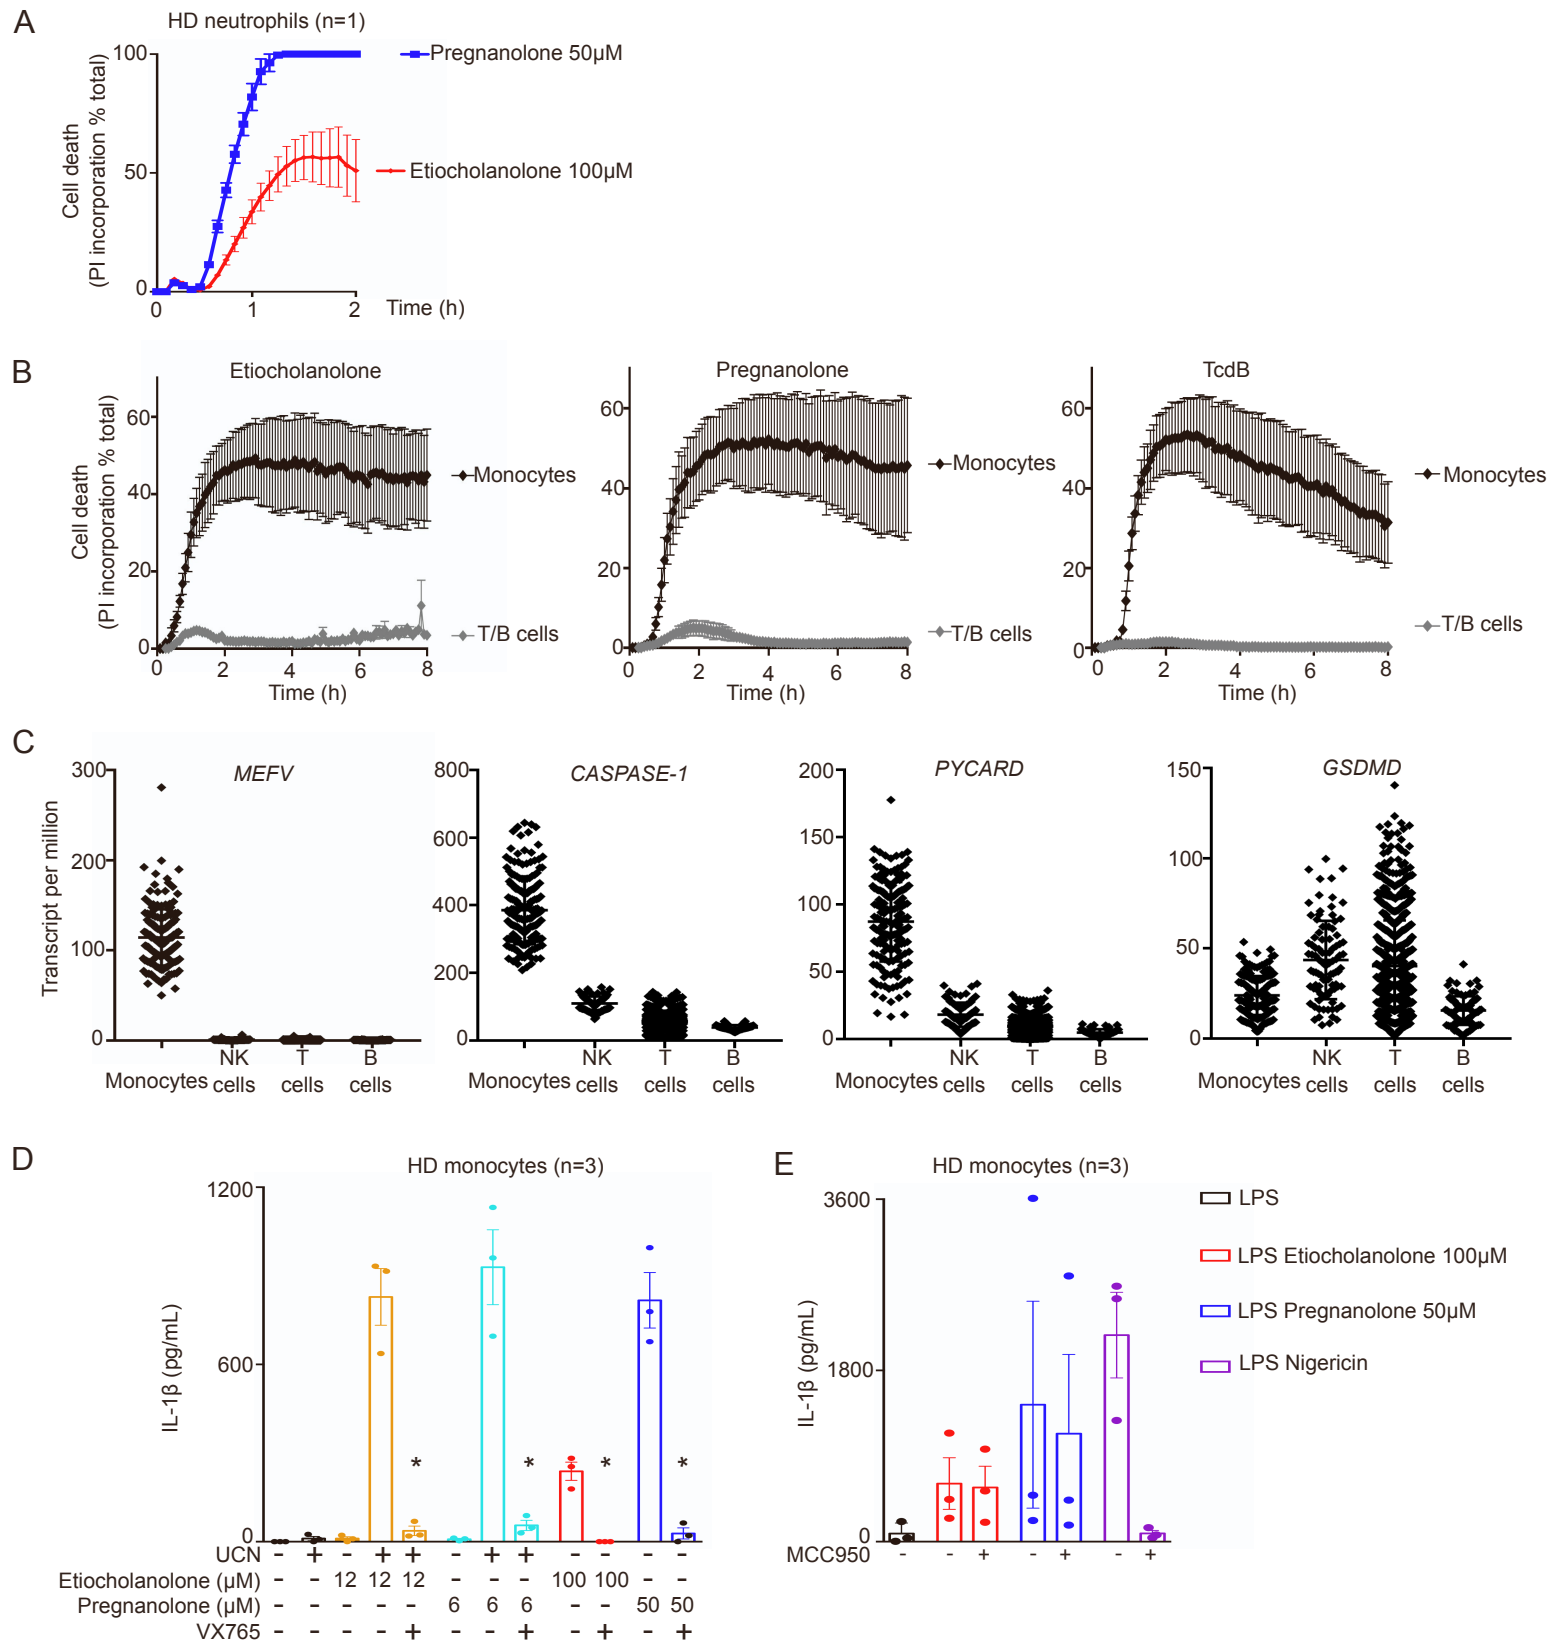 A
HD neutrophils (n=1)
100
50
0
Cell death
(PI incorporation % total)
0 1 2
Time (h)
Pregnanolone 50µM
Etiocholanolone 100µM
B
Etiocholanolone
60
40
20
0
Cell death
(PI incorporation % total)
0 2 4 6 8
Time (h)
Monocytes
T/B cells
Pregnanolone
60
40
20
0
0 2 4 6 8
Time (h)
Monocytes
T/B cells
TcdB
60
40
20
0
0 2 4 6 8
Time (h)
Monocytes
T/B cells
C
MEFV
300
200
100
0
Transcript per million
Monocytes NK cells T cells B cells
CASPASE-1
800
600
400
200
0
Monocytes NK cells T cells B cells
PYCARD
200
150
100
50
0
Monocytes NK cells T cells B cells
GSDMD
150
100
50
0
Monocytes NK cells T cells B cells
D
HD monocytes (n=3)
1200
600
0
IL-1β (pg/mL)
* * * *
UCN - + - + + - + + - - - -
Etiocholanolone (µM) - - 12 12 12 - - - 100 100 - -
Pregnanolone (µM) - - - - - 6 6 6 - - 50 50
VX765 - - - - + - - + - + - +
E
HD monocytes (n=3)
3600
1800
0
IL-1β (pg/mL)
MCC950 - - + - + - +
LPS
LPS Etiocholanolone 100µM
LPS Pregnanolone 50µM
LPS Nigericin